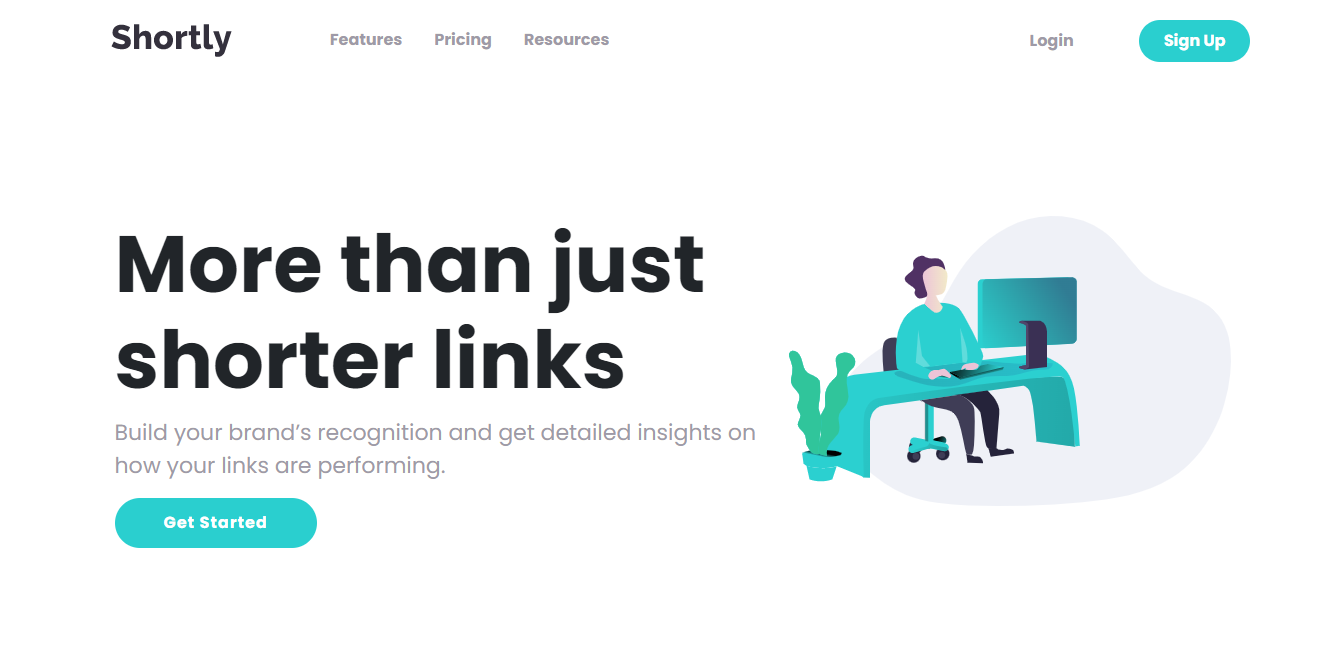 Shortly
Features Pricing Resources
Login
Sign Up
More than just
shorter links
Build your brand’s recognition and get detailed insights on
how your links are performing.
Get Started